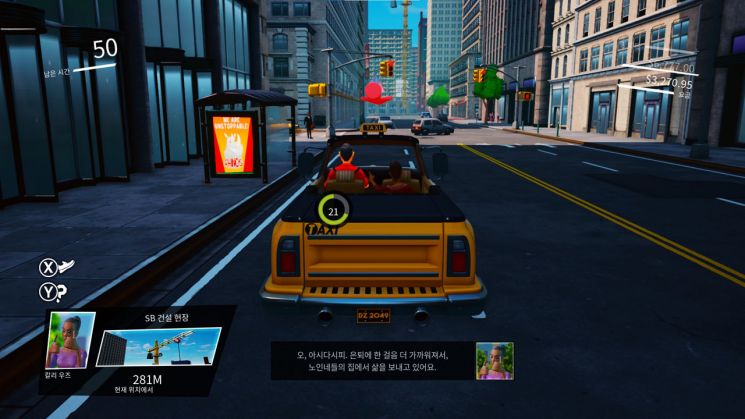 50
남은 시간
777.00
$3,270.95
요금
WE ARE
UNSTOPPABLE!
TAXI
21
TAXI
DZ 2049
X
Y?
SB 건설 현장
칼리 우즈
281M
현재 위치에서
오, 아시다시피. 은퇴에 한 걸음 더 가까워져서,
노인네들의 집에서 삶을 보내고 있어요.